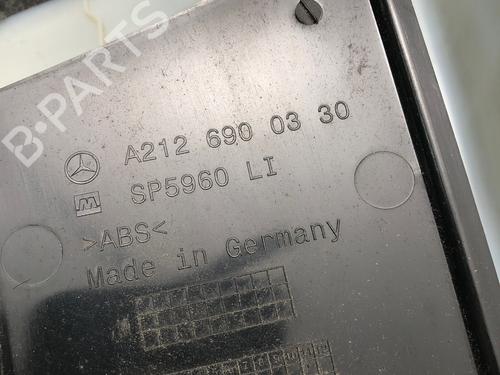 B-PARTS
A212 690 03 30
SP5960 LI
>ABS<
Made in Germany